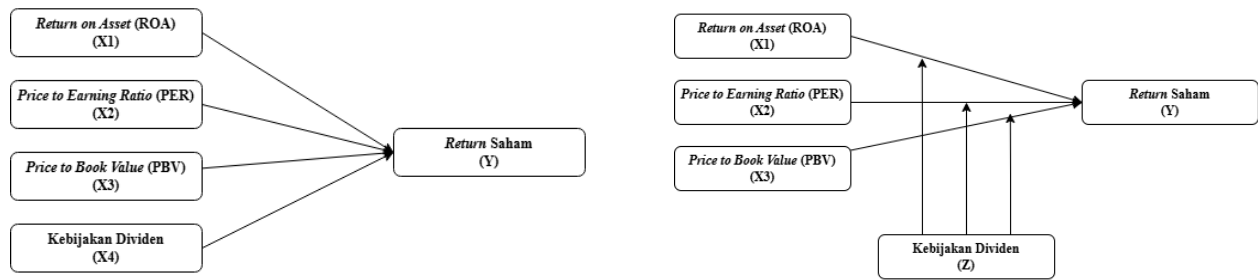 Return on Asset (ROA)
(X1)
Price to Earning Ratio (PER)
(X2)
Price to Book Value (PBV)
(X3)
Kebijakan Dividen
(X4)
Return Saham
(Y)
Return on Asset (ROA)
(X1)
Price to Earning Ratio (PER)
(X2)
Price to Book Value (PBV)
(X3)
Return Saham
(Y)
Kebijakan Dividen
(Z)